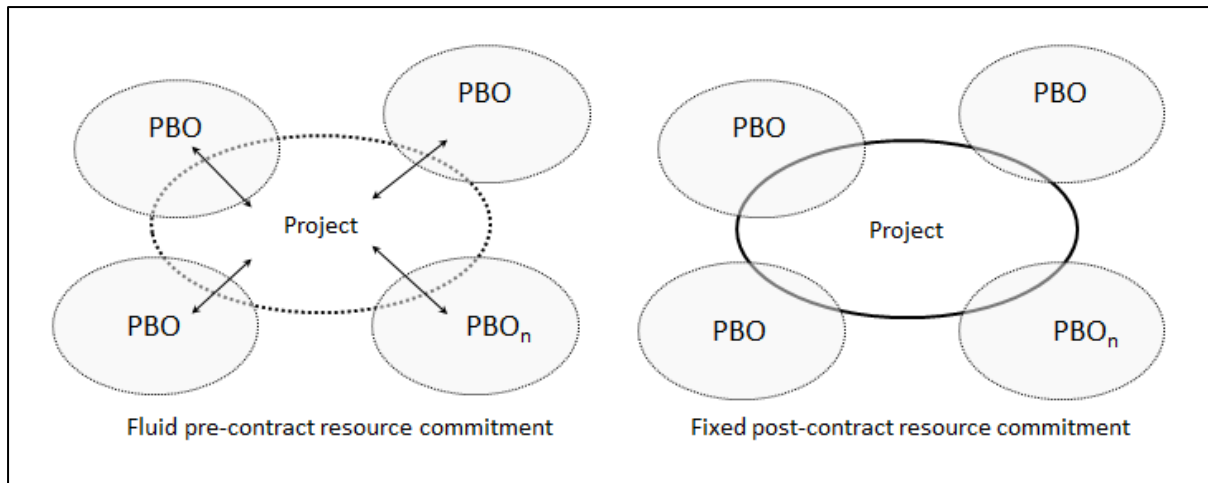 PBO
PBO
Project
PBO
PBOₙ
Fluid pre-contract resource commitment
PBO
PBO
Project
PBO
PBOₙ
Fixed post-contract resource commitment